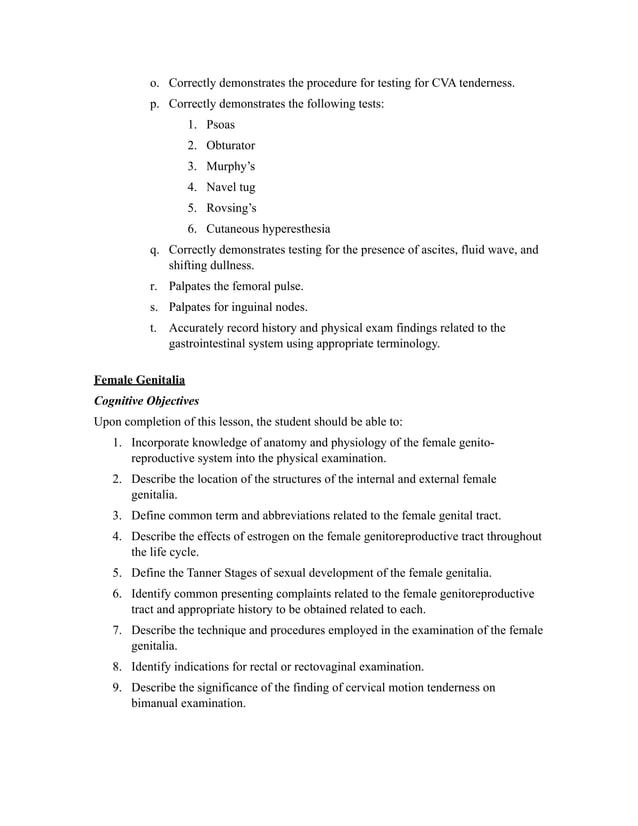 o. Correctly demonstrates the procedure for testing for CVA tenderness.
p. Correctly demonstrates the following tests:
1. Psoas
2. Obturator
3. Murphy’s
4. Navel tug
5. Rovsing’s
6. Cutaneous hyperesthesia
q. Correctly demonstrates testing for the presence of ascites, fluid wave, and
shifting dullness.
r. Palpates the femoral pulse.
s. Palpates for inguinal nodes.
t. Accurately record history and physical exam findings related to the
gastrointestinal system using appropriate terminology.
Female Genitalia
Cognitive Objectives
Upon completion of this lesson, the student should be able to:
1. Incorporate knowledge of anatomy and physiology of the female genito-
reproductive system into the physical examination.
2. Describe the location of the structures of the internal and external female
genitalia.
3. Define common term and abbreviations related to the female genital tract.
4. Describe the effects of estrogen on the female genitoreproductive tract throughout
the life cycle.
5. Define the Tanner Stages of sexual development of the female genitalia.
6. Identify common presenting complaints related to the female genitoreproductive
tract and appropriate history to be obtained related to each.
7. Describe the technique and procedures employed in the examination of the female
genitalia.
8. Identify indications for rectal or rectovaginal examination.
9. Describe the significance of the finding of cervical motion tenderness on
bimanual examination.